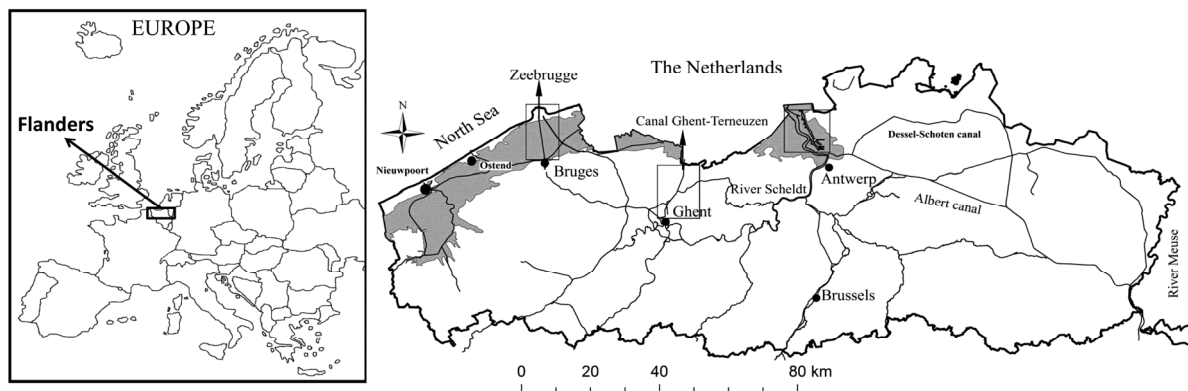 EUROPE
Flanders
Zeebrugge
The Netherlands
N
North Sea
Canal Ghent-Terneuzen
Dessel-Schoten canal
Nieuwpoort
Ostend
Bruges
River Scheldt
Antwerp
Albert canal
Ghent
River Meuse
Brussels
0 20 40 60 80 km